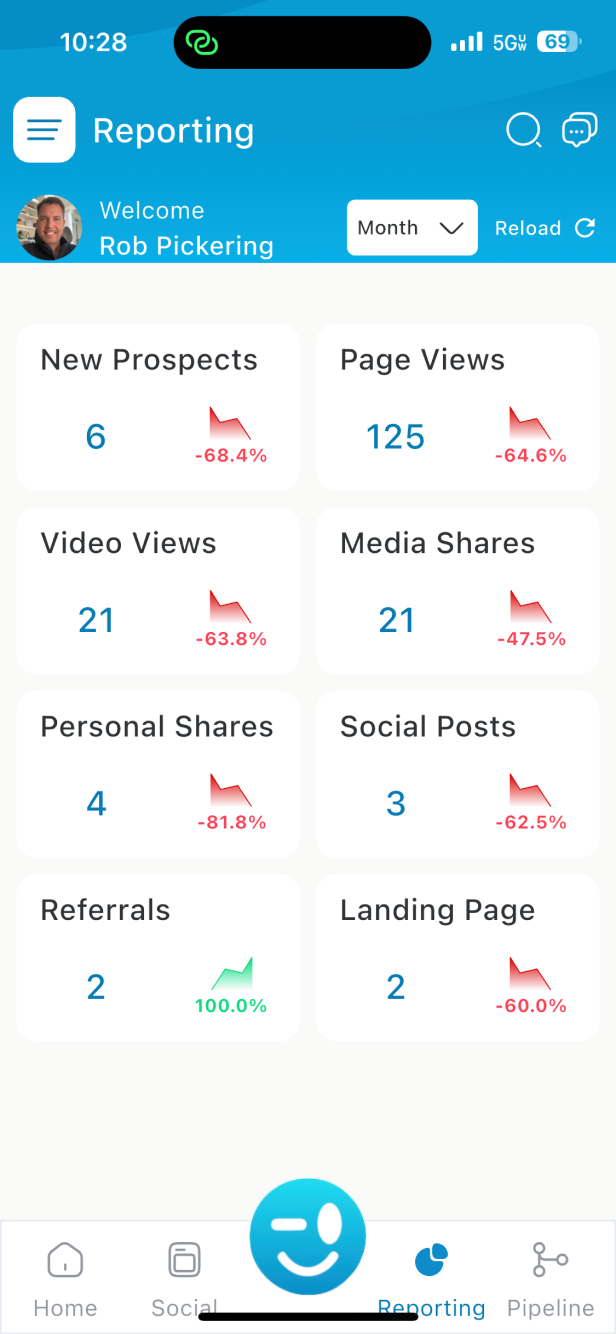 10:28
5GUW 69
Reporting
Welcome
Rob Pickering
Month
Reload
New Prospects
Page Views
6
-68.4%
125
-64.6%
Video Views
Media Shares
21
-63.8%
21
-47.5%
Personal Shares
Social Posts
4
-81.8%
3
-62.5%
Referrals
Landing Page
2
100.0%
2
-60.0%
Home
Social
Reporting
Pipeline